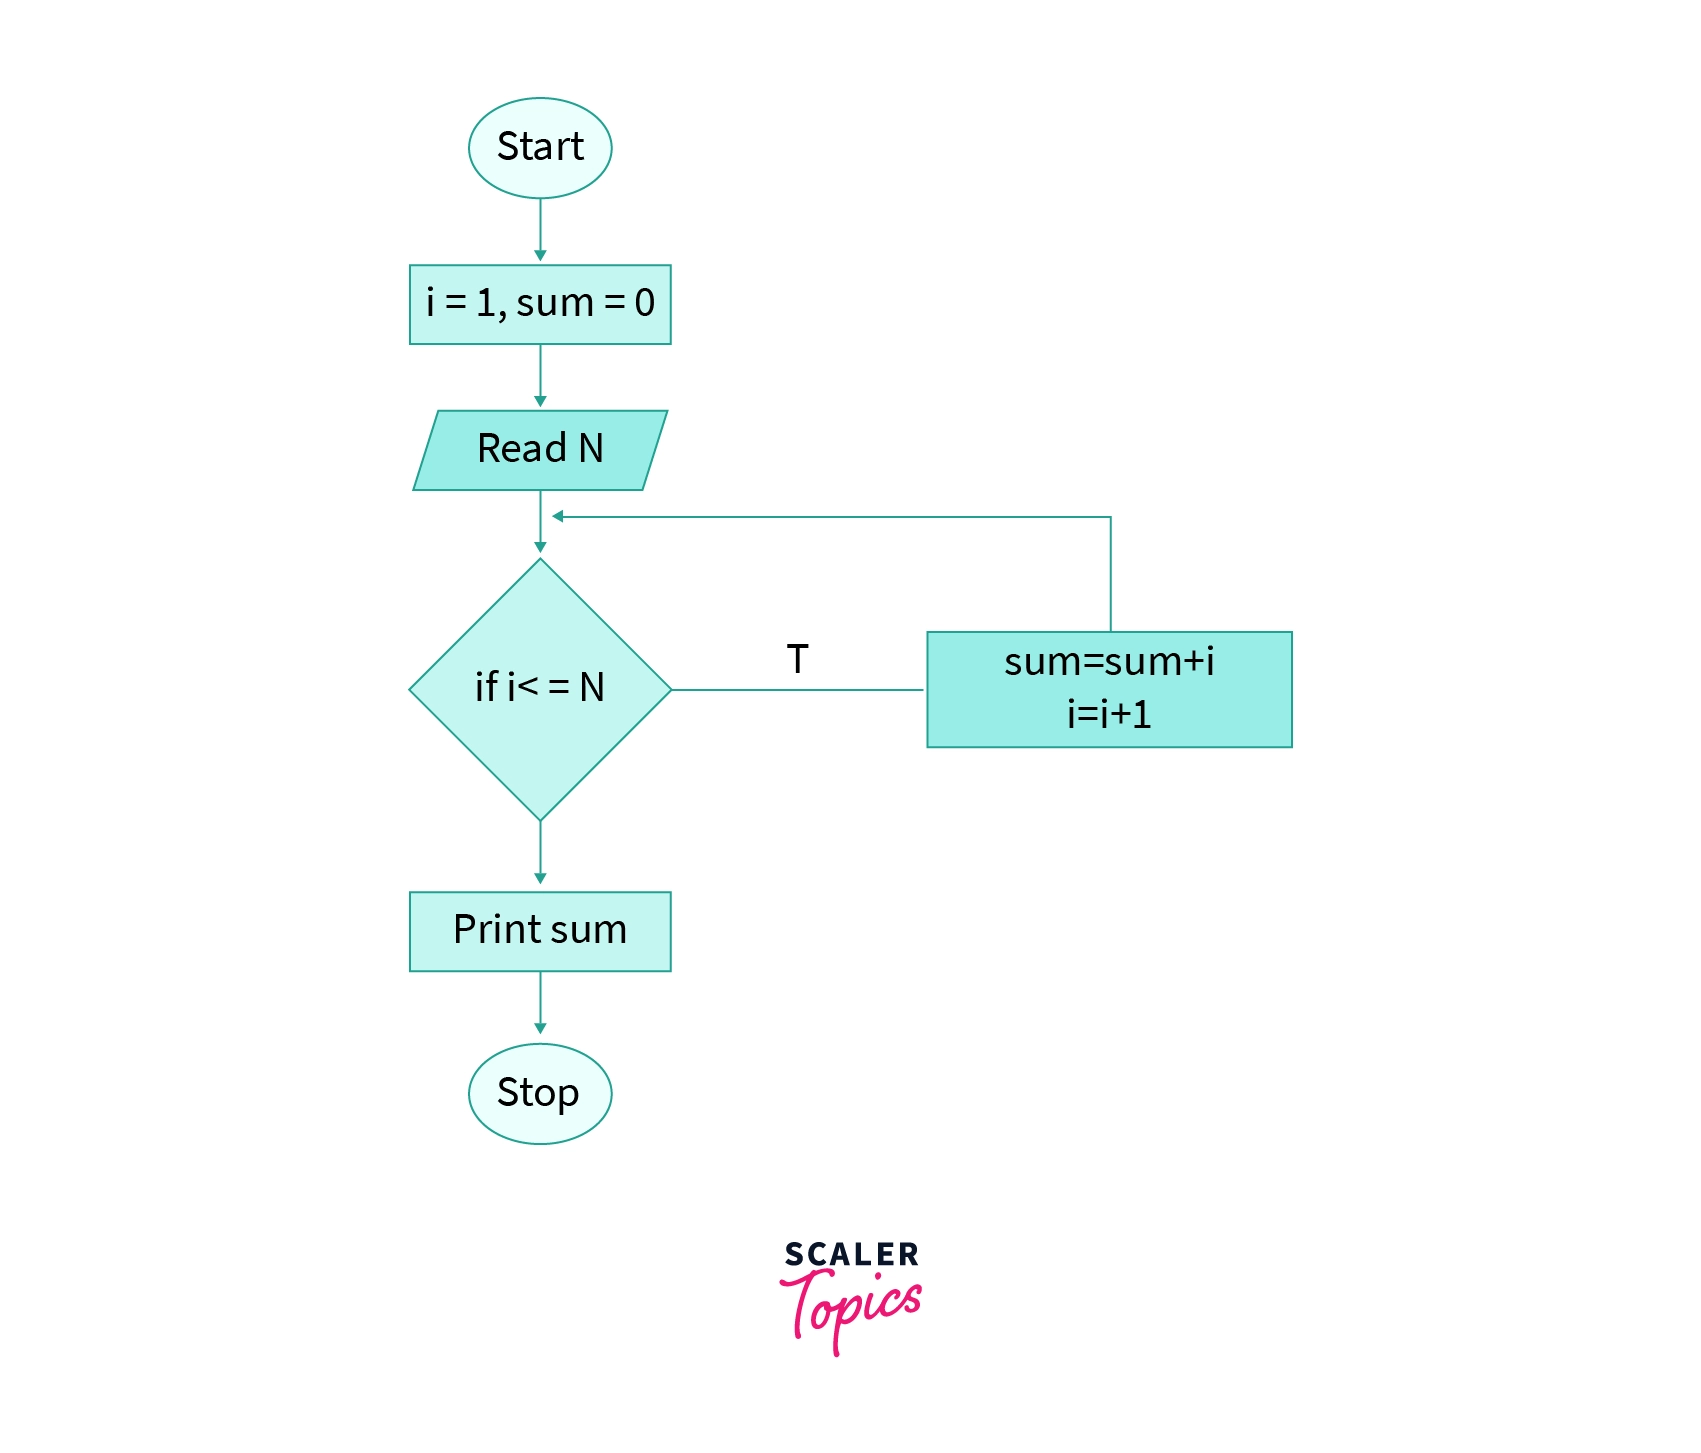 Start
i = 1, sum = 0
Read N
if i< = N
T
sum=sum+i
i=i+1
Print sum
Stop
SCALER
Topics